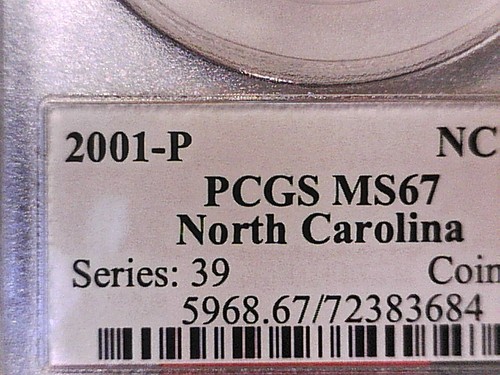 2001-P NC
PCGS MS67
North Carolina
Series: 39 Coin
5968.67/72383684